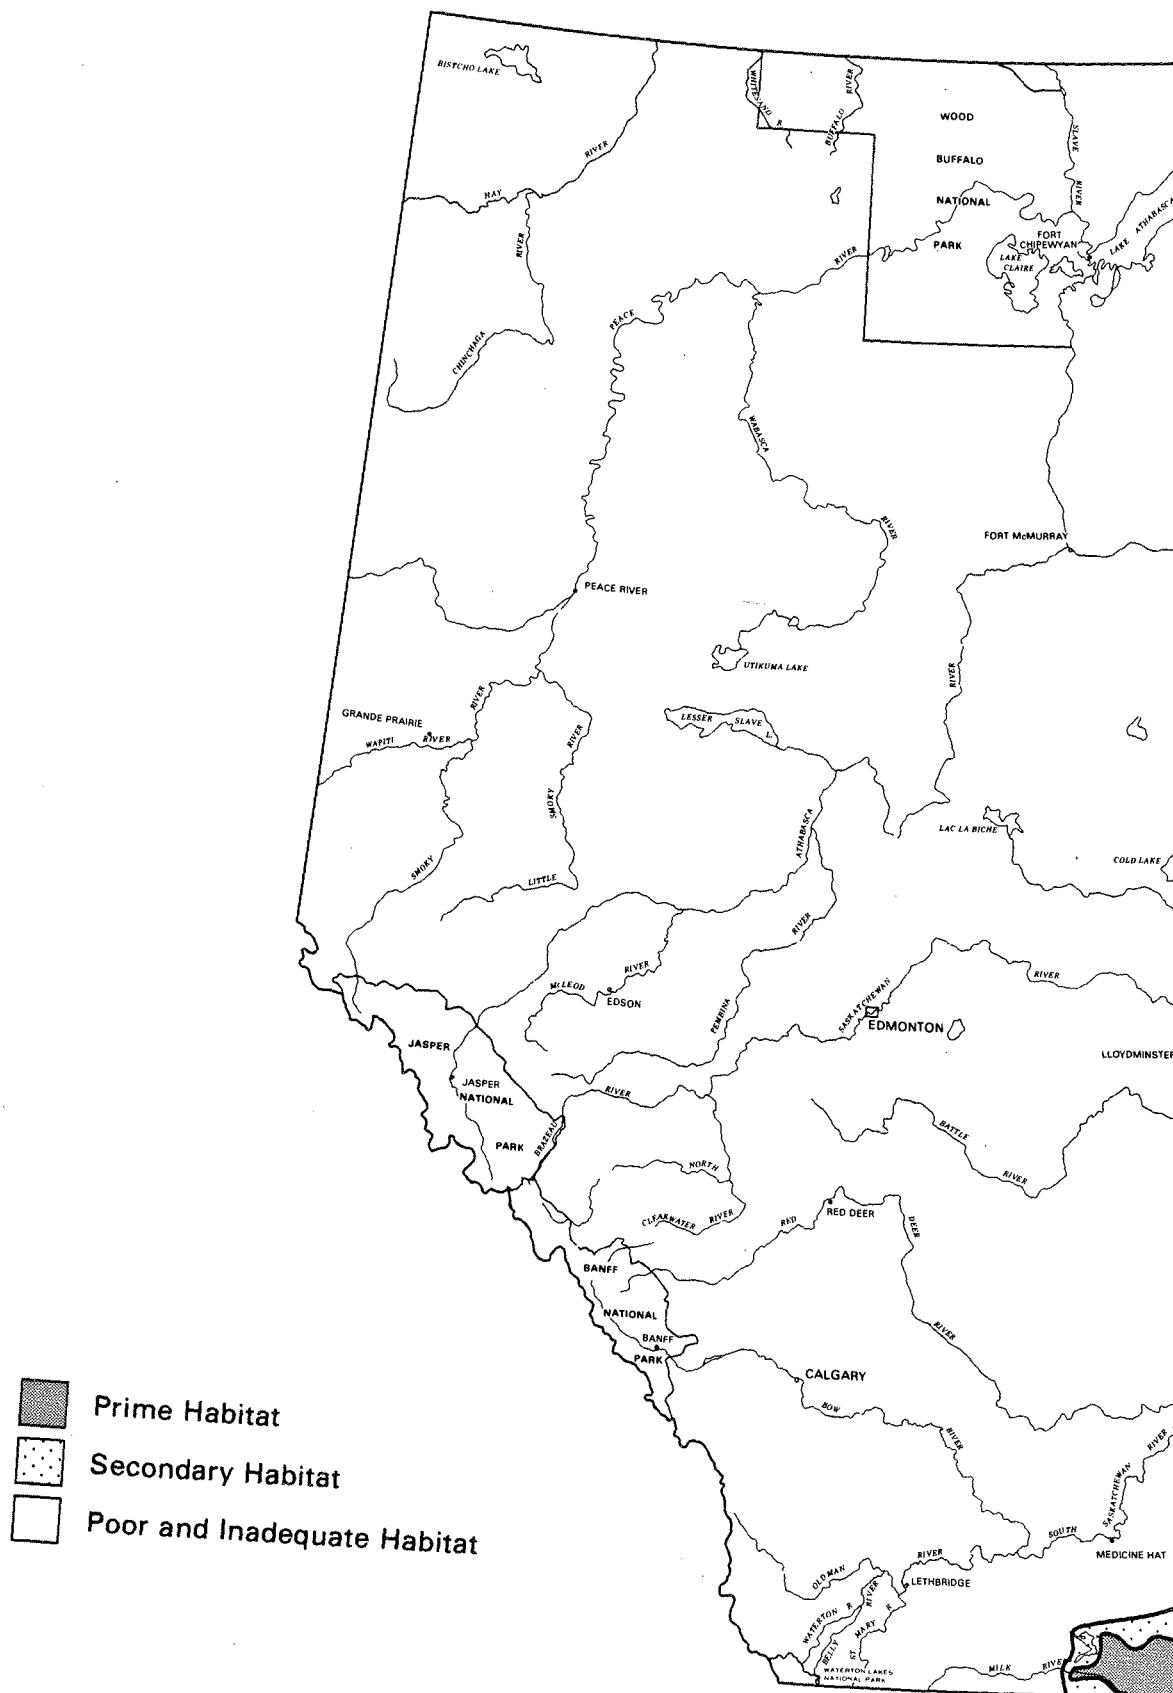 BISTCHO LAKE
HAY
RIVER
RIVER
CHINCHAGA
WHITESAND R
BUFFALO
RIVER
WOOD
BUFFALO
NATIONAL
PARK
SLAVE
RIVER
FORT
CHIPEWYAN
LAKE
CLAIRE
LAKE ATHABASCA
PEACE
RIVER
WABASCA
RIVER
FORT McMURRAY
PEACE RIVER
UTIKUMA LAKE
RIVER
GRANDE PRAIRIE
WAPITI RIVER
RIVER
SMOKY
LESSER SLAVE
L.
RIVER
SMOKY
LITTLE
ATHABASCA
LAC LA BICHE
COLD LAKE
McLEOD
RIVER
EDSON
RIVER
PEMBINA
SASKATCHEWAN
RIVER
EDMONTON
LLOYDMINSTER
JASPER
JASPER
NATIONAL
PARK
BRAZEAU
RIVER
BATTLE
RIVER
NORTH
CLEARWATER RIVER
RED
RED DEER
DEER
RIVER
BANFF
NATIONAL
BANFF
PARK
CALGARY
BOW
RIVER
SOUTH
SASKATCHEWAN
RIVER
MEDICINE HAT
OLDMAN
RIVER
LETHBRIDGE
WATERTON R
BELLY
RIVER
ST MARY R
WATERTON LAKES
NATIONAL PARK
MILK
RIVER
Prime Habitat
Secondary Habitat
Poor and Inadequate Habitat